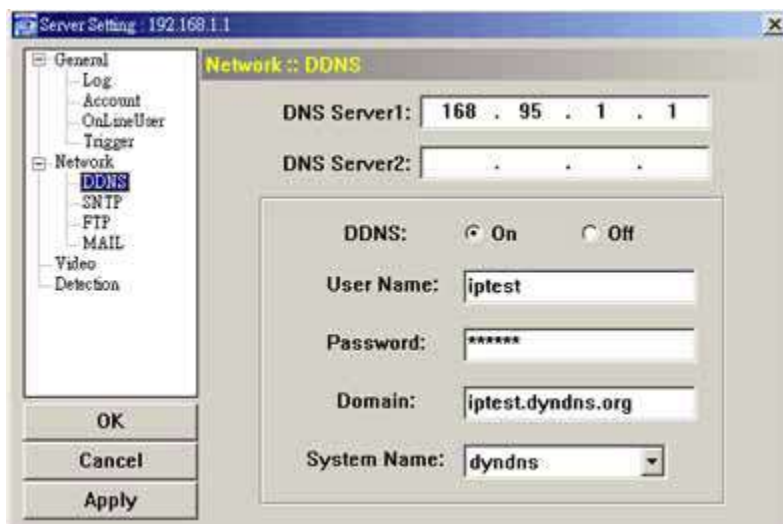 Server Setting : 192.168.1.1
General
Log
Account
OnLineUser
Trigger
Network
DDNS
SNTP
FTP
MAIL
Video
Detection
OK
Cancel
Apply
Network :: DDNS
DNS Server1: 168 . 95 . 1 . 1
DNS Server2: . . .
DDNS: On Off
User Name: iptest
Password: ******
Domain: iptest.dyndns.org
System Name: dyndns